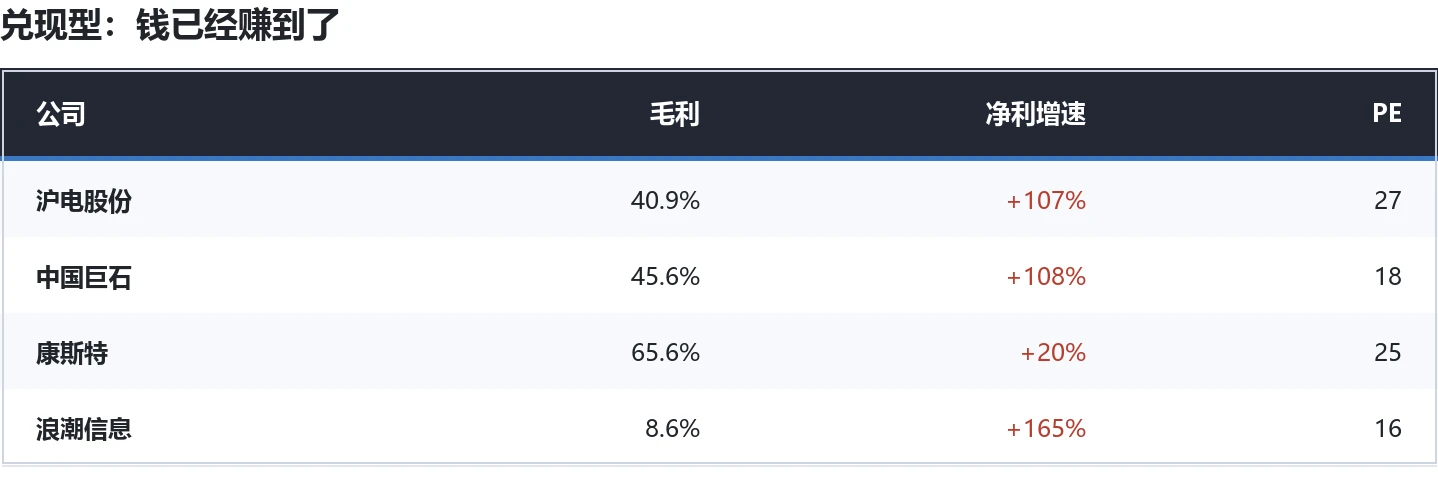 兑现型：钱已经赚到了
公司 毛利 净利增速 PE
沪电股份 40.9% +107% 27
中国巨石 45.6% +108% 18
康斯特 65.6% +20% 25
浪潮信息 8.6% +165% 16